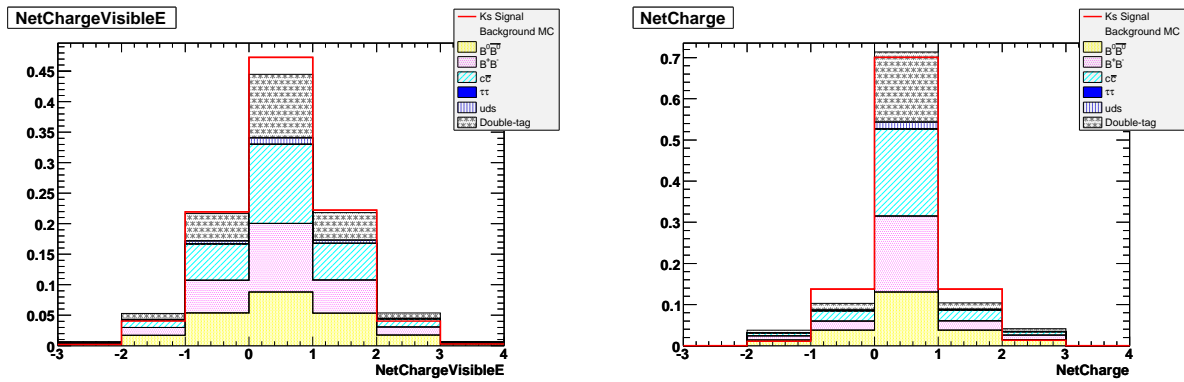 NetChargeVisibleE
Ks Signal
Background MC
B⁰B̅⁰
B⁺B⁻
cc̅
ττ
uds
Double-tag
0.45
0.4
0.35
0.3
0.25
0.2
0.15
0.1
0.05
0
-3 -2 -1 0 1 2 3 4
NetChargeVisibleE
NetCharge
Ks Signal
Background MC
B⁰B̅⁰
B⁺B⁻
cc̅
ττ
uds
Double-tag
0.7
0.6
0.5
0.4
0.3
0.2
0.1
0
-3 -2 -1 0 1 2 3 4
NetCharge